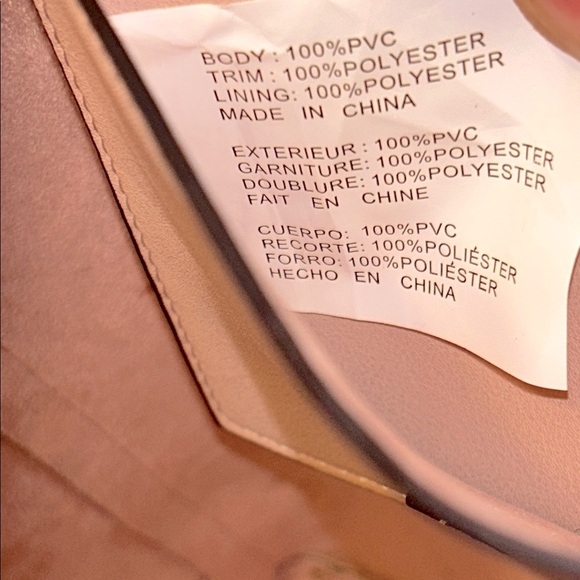 BODY : 100%PVC
TRIM : 100%POLYESTER
LINING: 100%POLYESTER
MADE IN CHINA
EXTERIEUR : 100%PVC
GARNITURE: 100%POLYESTER
DOUBLURE: 100%POLYESTER
FAIT EN CHINE
CUERPO: 100%PVC
RECORTE: 100%POLIÉSTER
FORRO: 100%POLIÉSTER
HECHO EN CHINA